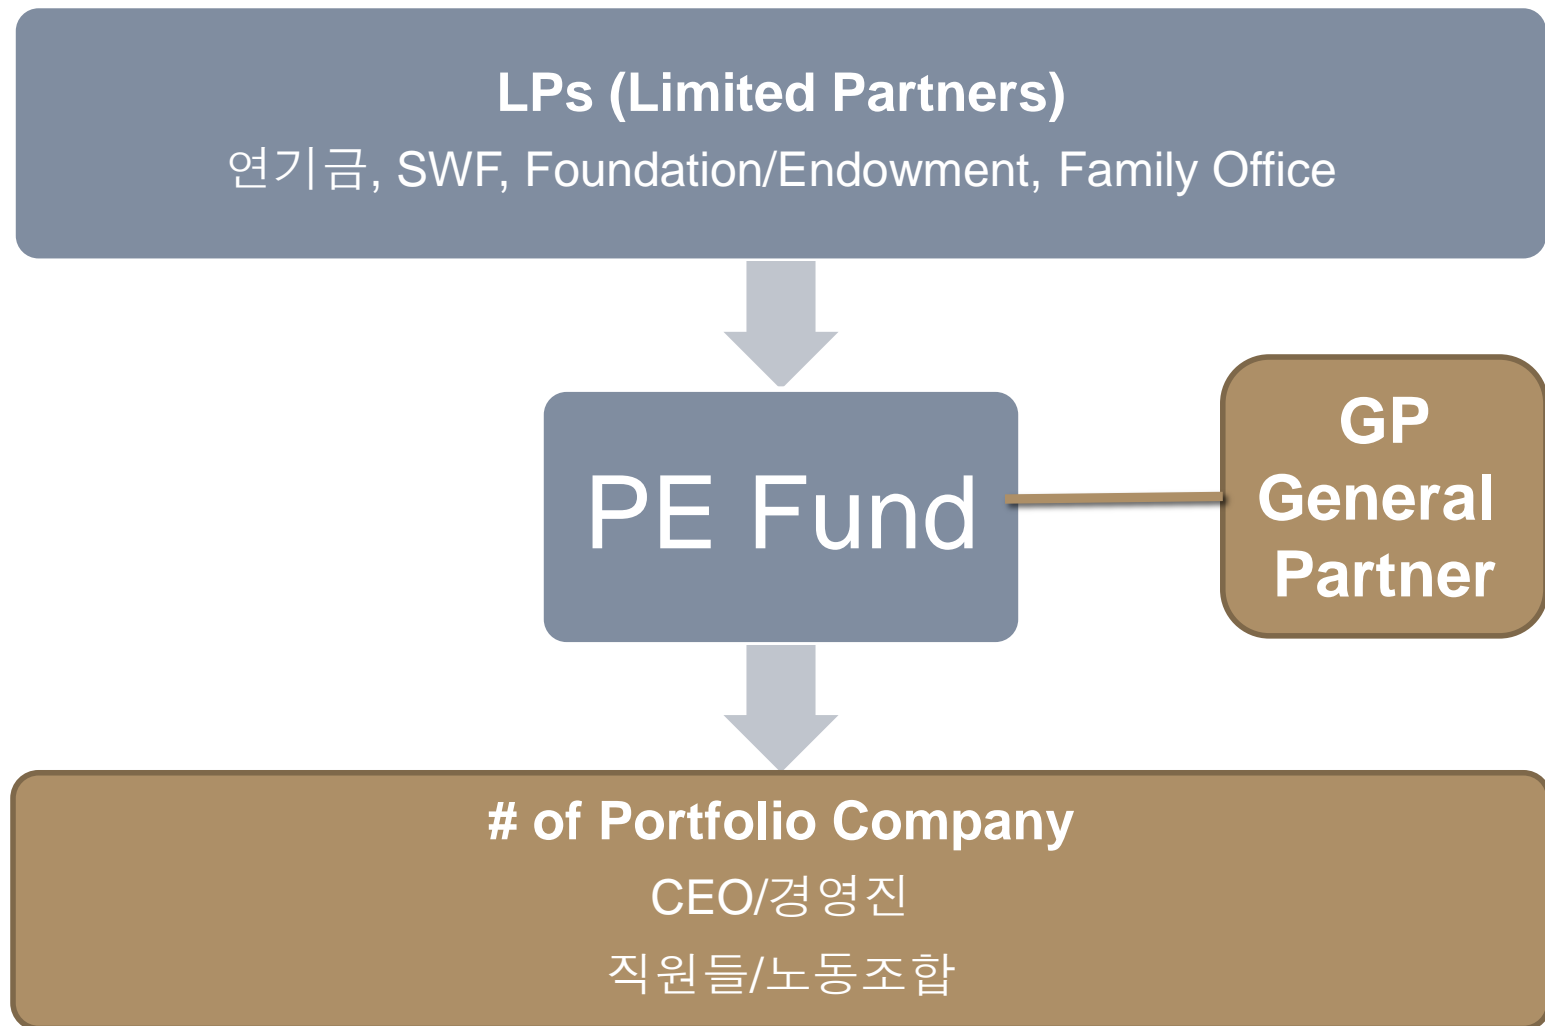 LPs (Limited Partners)
연기금, SWF, Foundation/Endowment, Family Office
PE Fund
GP
General
Partner
# of Portfolio Company
CEO/경영진
직원들/노동조합